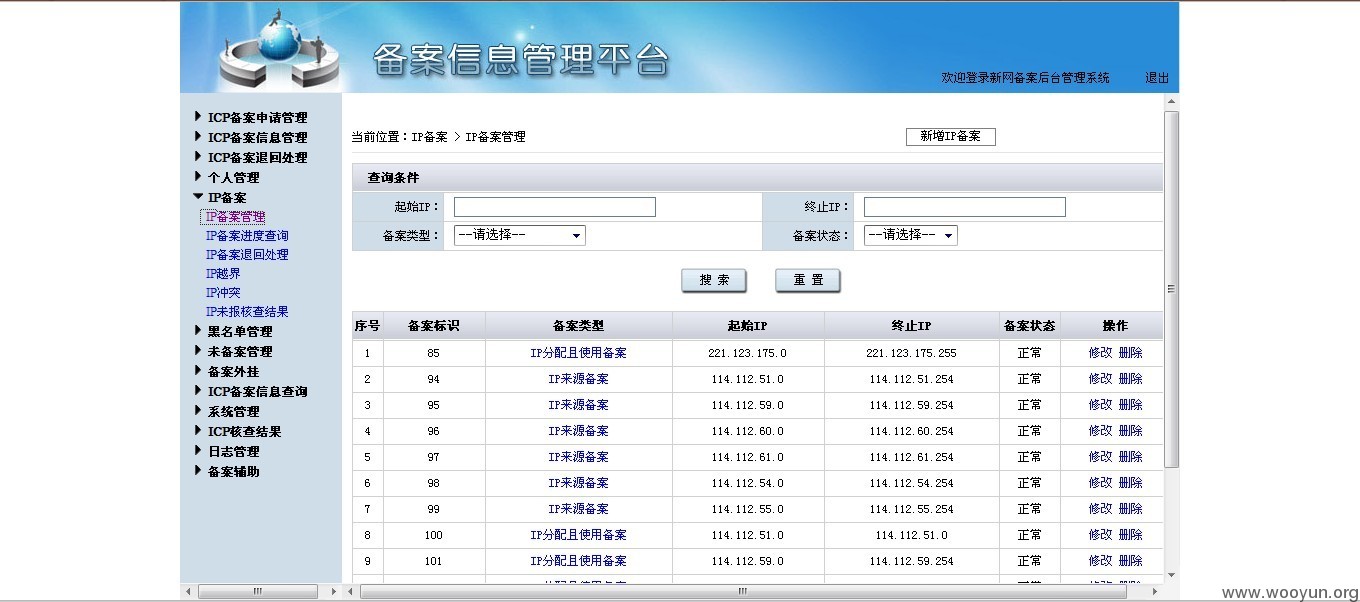 备案信息管理平台
欢迎登录新网备案后台管理系统 退出
ICP备案申请管理
ICP备案信息管理
ICP备案退回处理
个人管理
IP备案
IP备案管理
IP备案进度查询
IP备案退回处理
IP越界
IP冲突
IP未报核查结果
黑名单管理
未备案管理
备案外挂
ICP备案信息查询
系统管理
ICP核查结果
日志管理
备案辅助
当前位置：IP备案 > IP备案管理
新增IP备案
查询条件
起始IP： 终止IP：
备案类型： --请选择-- 备案状态： --请选择--
搜 索 重 置
序号 备案标识 备案类型 起始IP 终止IP 备案状态 操作
1 85 IP分配且使用备案 221.123.175.0 221.123.175.255 正常 修改 删除
2 94 IP来源备案 114.112.51.0 114.112.51.254 正常 修改 删除
3 95 IP来源备案 114.112.59.0 114.112.59.254 正常 修改 删除
4 96 IP来源备案 114.112.60.0 114.112.60.254 正常 修改 删除
5 97 IP来源备案 114.112.61.0 114.112.61.254 正常 修改 删除
6 98 IP来源备案 114.112.54.0 114.112.54.254 正常 修改 删除
7 99 IP来源备案 114.112.55.0 114.112.55.254 正常 修改 删除
8 100 IP分配且使用备案 114.112.51.0 114.112.51.0 正常 修改 删除
9 101 IP分配且使用备案 114.112.59.0 114.112.59.254 正常 修改 删除
www.wooyun.org